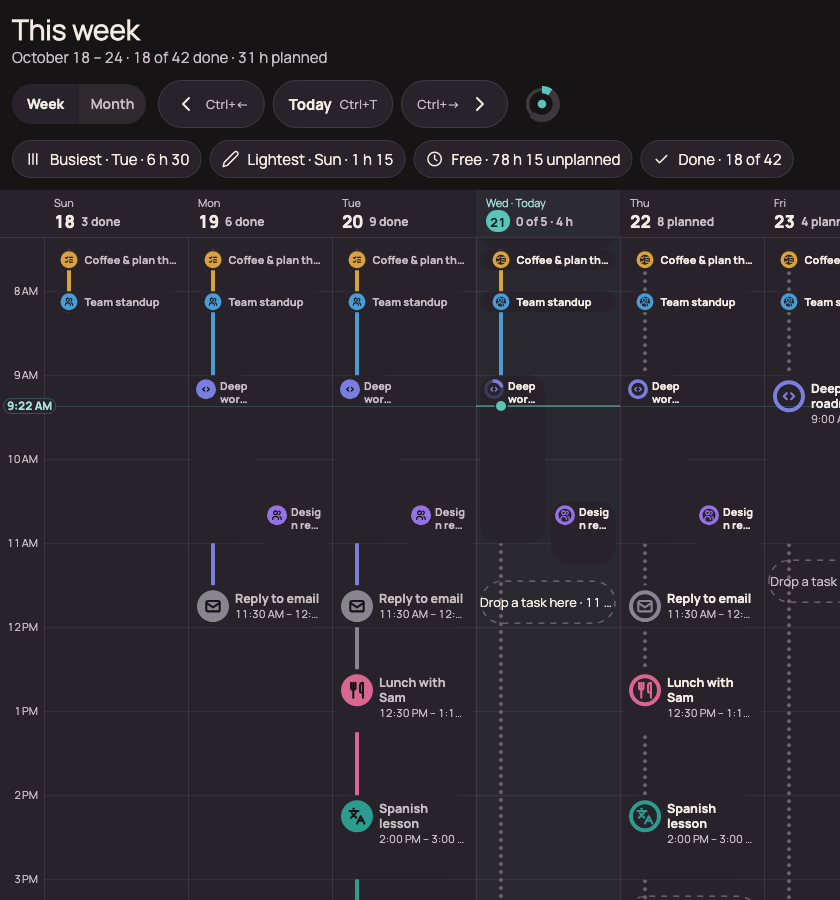 This week
October 18 – 24 · 18 of 42 done · 31 h planned
Week Month Ctrl+← Today Ctrl+T Ctrl+→
Busiest · Tue · 6 h 30 Lightest · Sun · 1 h 15 Free · 78 h 15 unplanned Done · 18 of 42
Sun Mon Tue Wed · Today Thu Fri
18 3 done 19 6 done 20 9 done 21 0 of 5 · 4 h 22 8 planned 23 4 plann
Coffee & plan th... Coffee & plan th... Coffee & plan th... Coffee & plan th... Coffee & plan th... Coffee
8 AM
Team standup Team standup Team standup Team standup Team standup Team s
9 AM
Deep Deep Deep Deep Deep
wor... wor... wor... wor... roadr
9:22 AM
9:00 A
10 AM
Desig Desig Desig Desig
n re... n re... n re... n re...
11 AM
Drop a task
Reply to email Reply to email Drop a task here · 11 ... Reply to email
11:30 AM – 12:... 11:30 AM – 12:... 11:30 AM – 12:...
12 PM
Lunch with Lunch with
Sam Sam
12:30 PM – 1:1... 12:30 PM – 1:1...
1 PM
2 PM
Spanish Spanish
lesson lesson
2:00 PM – 3:00 ... 2:00 PM – 3:00 ...
3 PM